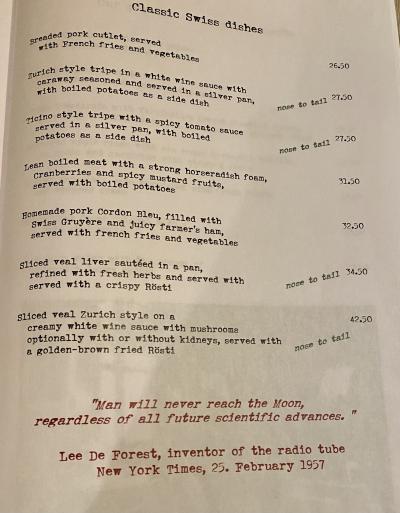 Classic Swiss dishes
Breaded pork cutlet, served
with French fries and vegetables
26.50
Zurich style tripe in a white wine sauce with
caraway seasoned and served in a silver pan,
with boiled potatoes as a side dish
nose to tail 27.50
Ticino style tripe with a spicy tomato sauce
served in a silver pan, with boiled
potatoes as a side dish
nose to tail 27.50
Lean boiled meat with a strong horseradish foam,
Cranberries and spicy mustard fruits,
served with boiled potatoes
31.50
Homemade pork Cordon Bleu, filled with
Swiss Gruyère and juicy farmer's ham,
served with french fries and vegetables
32.50
Sliced veal liver sautéed in a pan,
refined with fresh herbs and served with
served with a crispy Rösti
nose to tail 34.50
Sliced veal Zurich style on a
creamy white wine sauce with mushrooms
optionally with or without kidneys, served with
a golden-brown fried Rösti
42.50
nose to tail
"Man will never reach the Moon,
regardless of all future scientific advances. "
Lee De Forest, inventor of the radio tube
New York Times, 25. February 1957